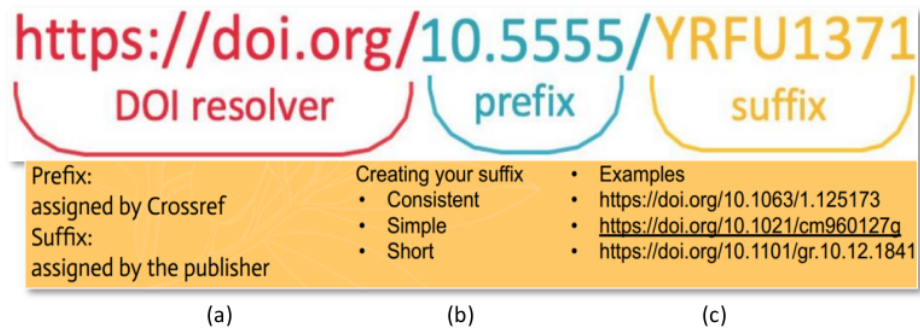 https://doi.org/10.5555/YRFU1371
DOI resolver prefix suffix
Prefix:
assigned by Crossref
Suffix:
assigned by the publisher
Creating your suffix
• Consistent
• Simple
• Short
• Examples
• https://doi.org/10.1063/1.125173
• https://doi.org/10.1021/cm960127g
• https://doi.org/10.1101/gr.10.12.1841
(a) (b) (c)